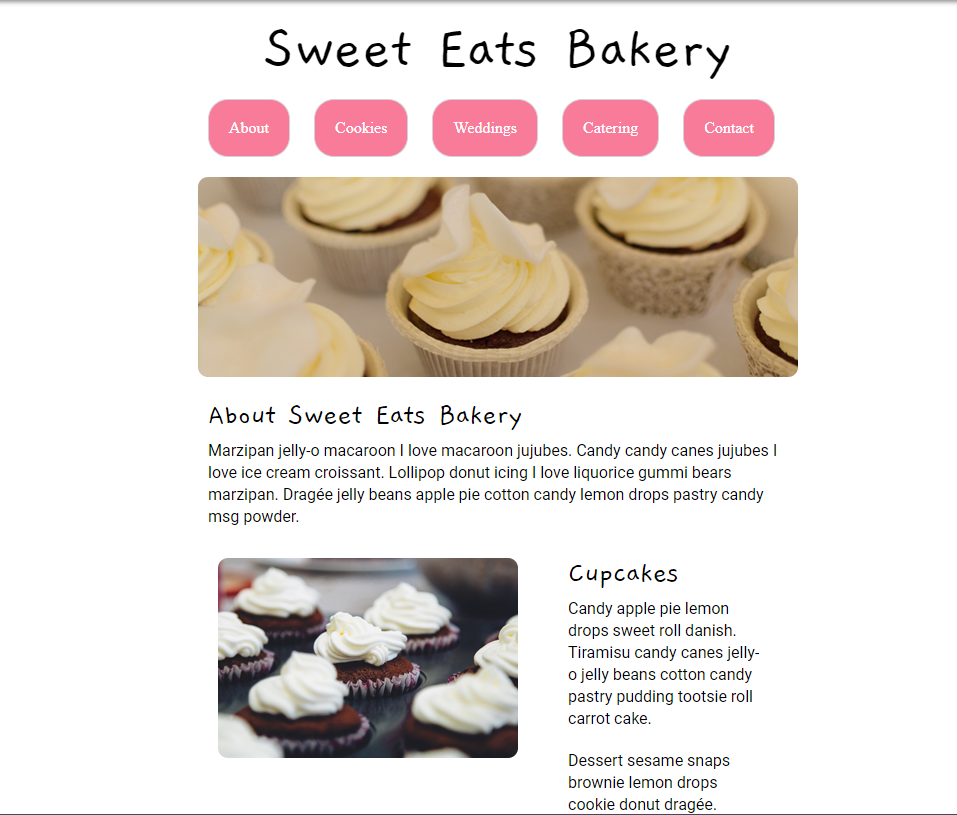 Sweet Eats Bakery
About Cookies Weddings Catering Contact
About Sweet Eats Bakery
Marzipan jelly-o macaroon I love macaroon jujubes. Candy candy canes jujubes I
love ice cream croissant. Lollipop donut icing I love liquorice gummi bears
marzipan. Dragée jelly beans apple pie cotton candy lemon drops pastry candy
msg powder.
Cupcakes
Candy apple pie lemon
drops sweet roll danish.
Tiramisu candy canes jelly-
o jelly beans cotton candy
pastry pudding tootsie roll
carrot cake.
Dessert sesame snaps
brownie lemon drops
cookie donut dragée.